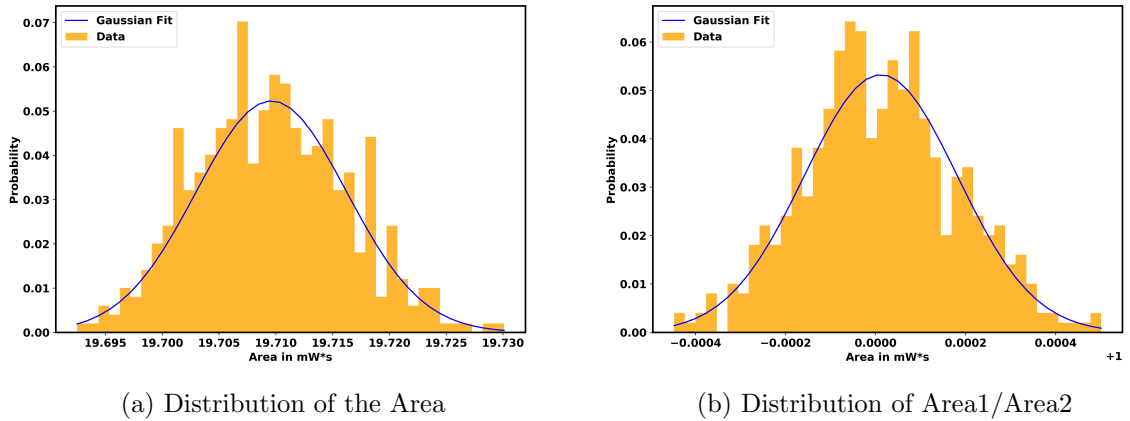 Gaussian Fit
Data
0.07
0.06
0.05
0.04
0.03
0.02
0.01
0.00
Probability
19.695 19.700 19.705 19.710 19.715 19.720 19.725 19.730
Area in mW*s
(a) Distribution of the Area
Gaussian Fit
Data
0.06
0.05
0.04
0.03
0.02
0.01
0.00
Probability
−0.0004 −0.0002 0.0000 0.0002 0.0004
Area in mW*s
+1
(b) Distribution of Area1/Area2